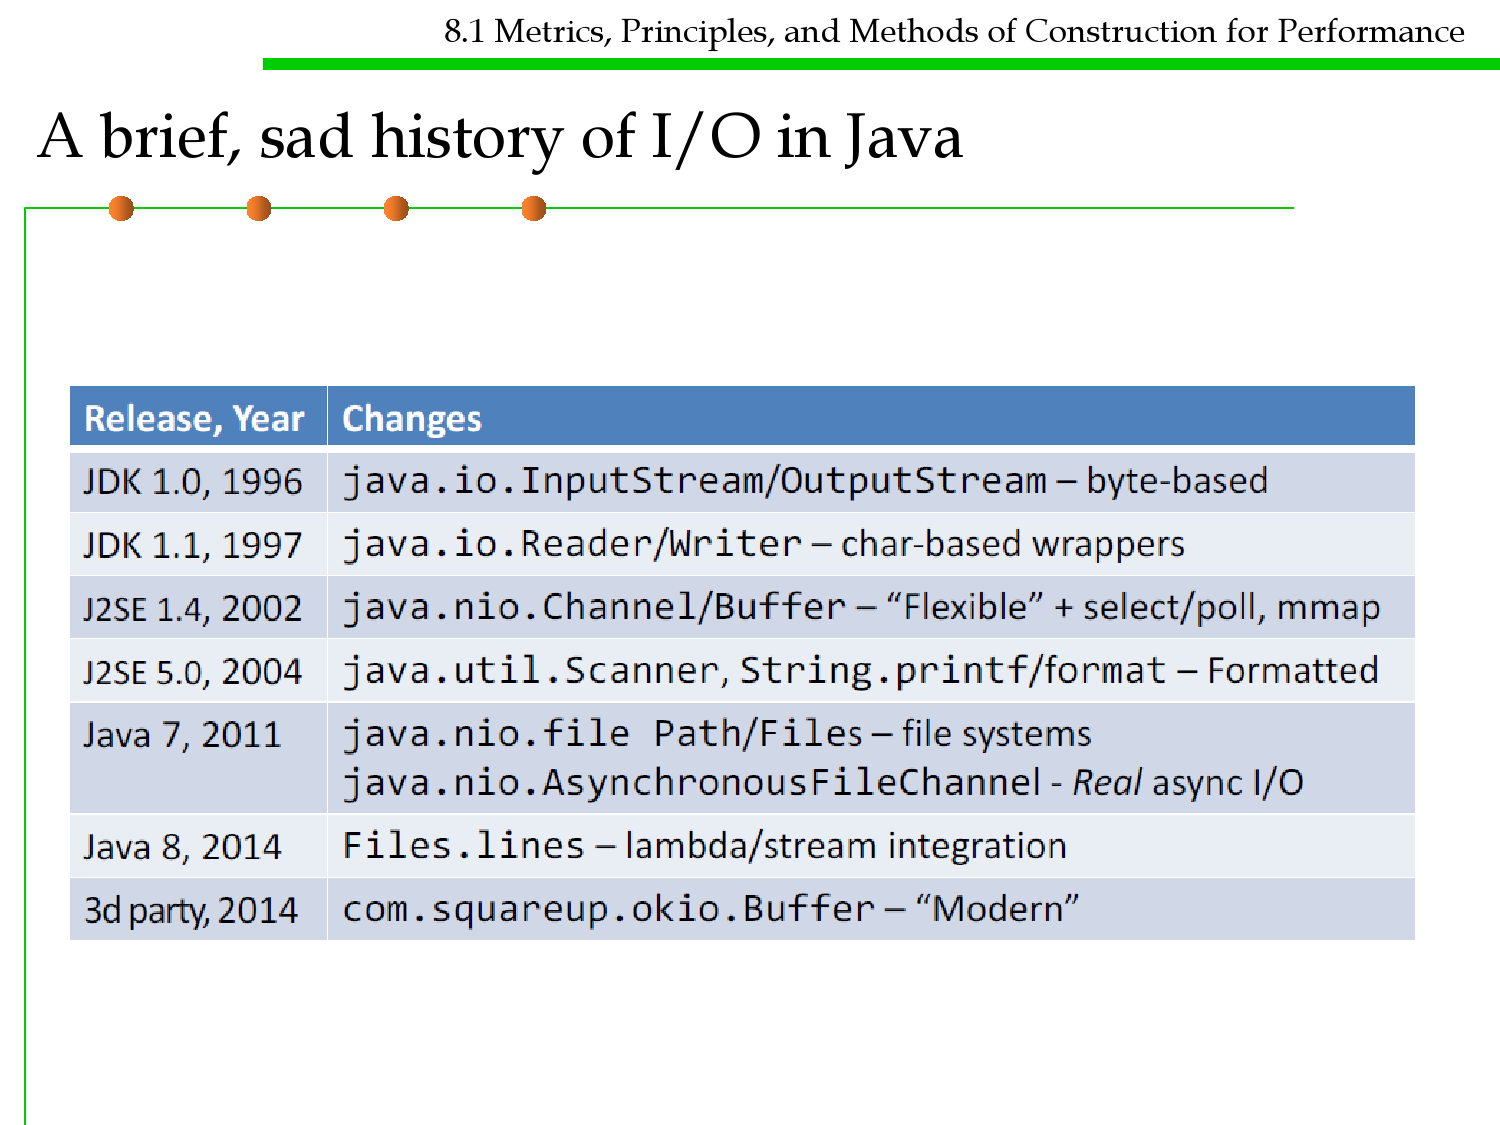 8.1 Metrics, Principles, and Methods of Construction for Performance
A brief, sad history of I/O in Java
Release, Year Changes
JDK 1.0, 1996 java.io.InputStream/OutputStream – byte-based
JDK 1.1, 1997 java.io.Reader/Writer – char-based wrappers
J2SE 1.4, 2002 java.nio.Channel/Buffer – “Flexible” + select/poll, mmap
J2SE 5.0, 2004 java.util.Scanner, String.printf/format – Formatted
Java 7, 2011 java.nio.file Path/Files – file systems
java.nio.AsynchronousFileChannel - Real async I/O
Java 8, 2014 Files.lines – lambda/stream integration
3d party, 2014 com.squareup.okio.Buffer – “Modern”